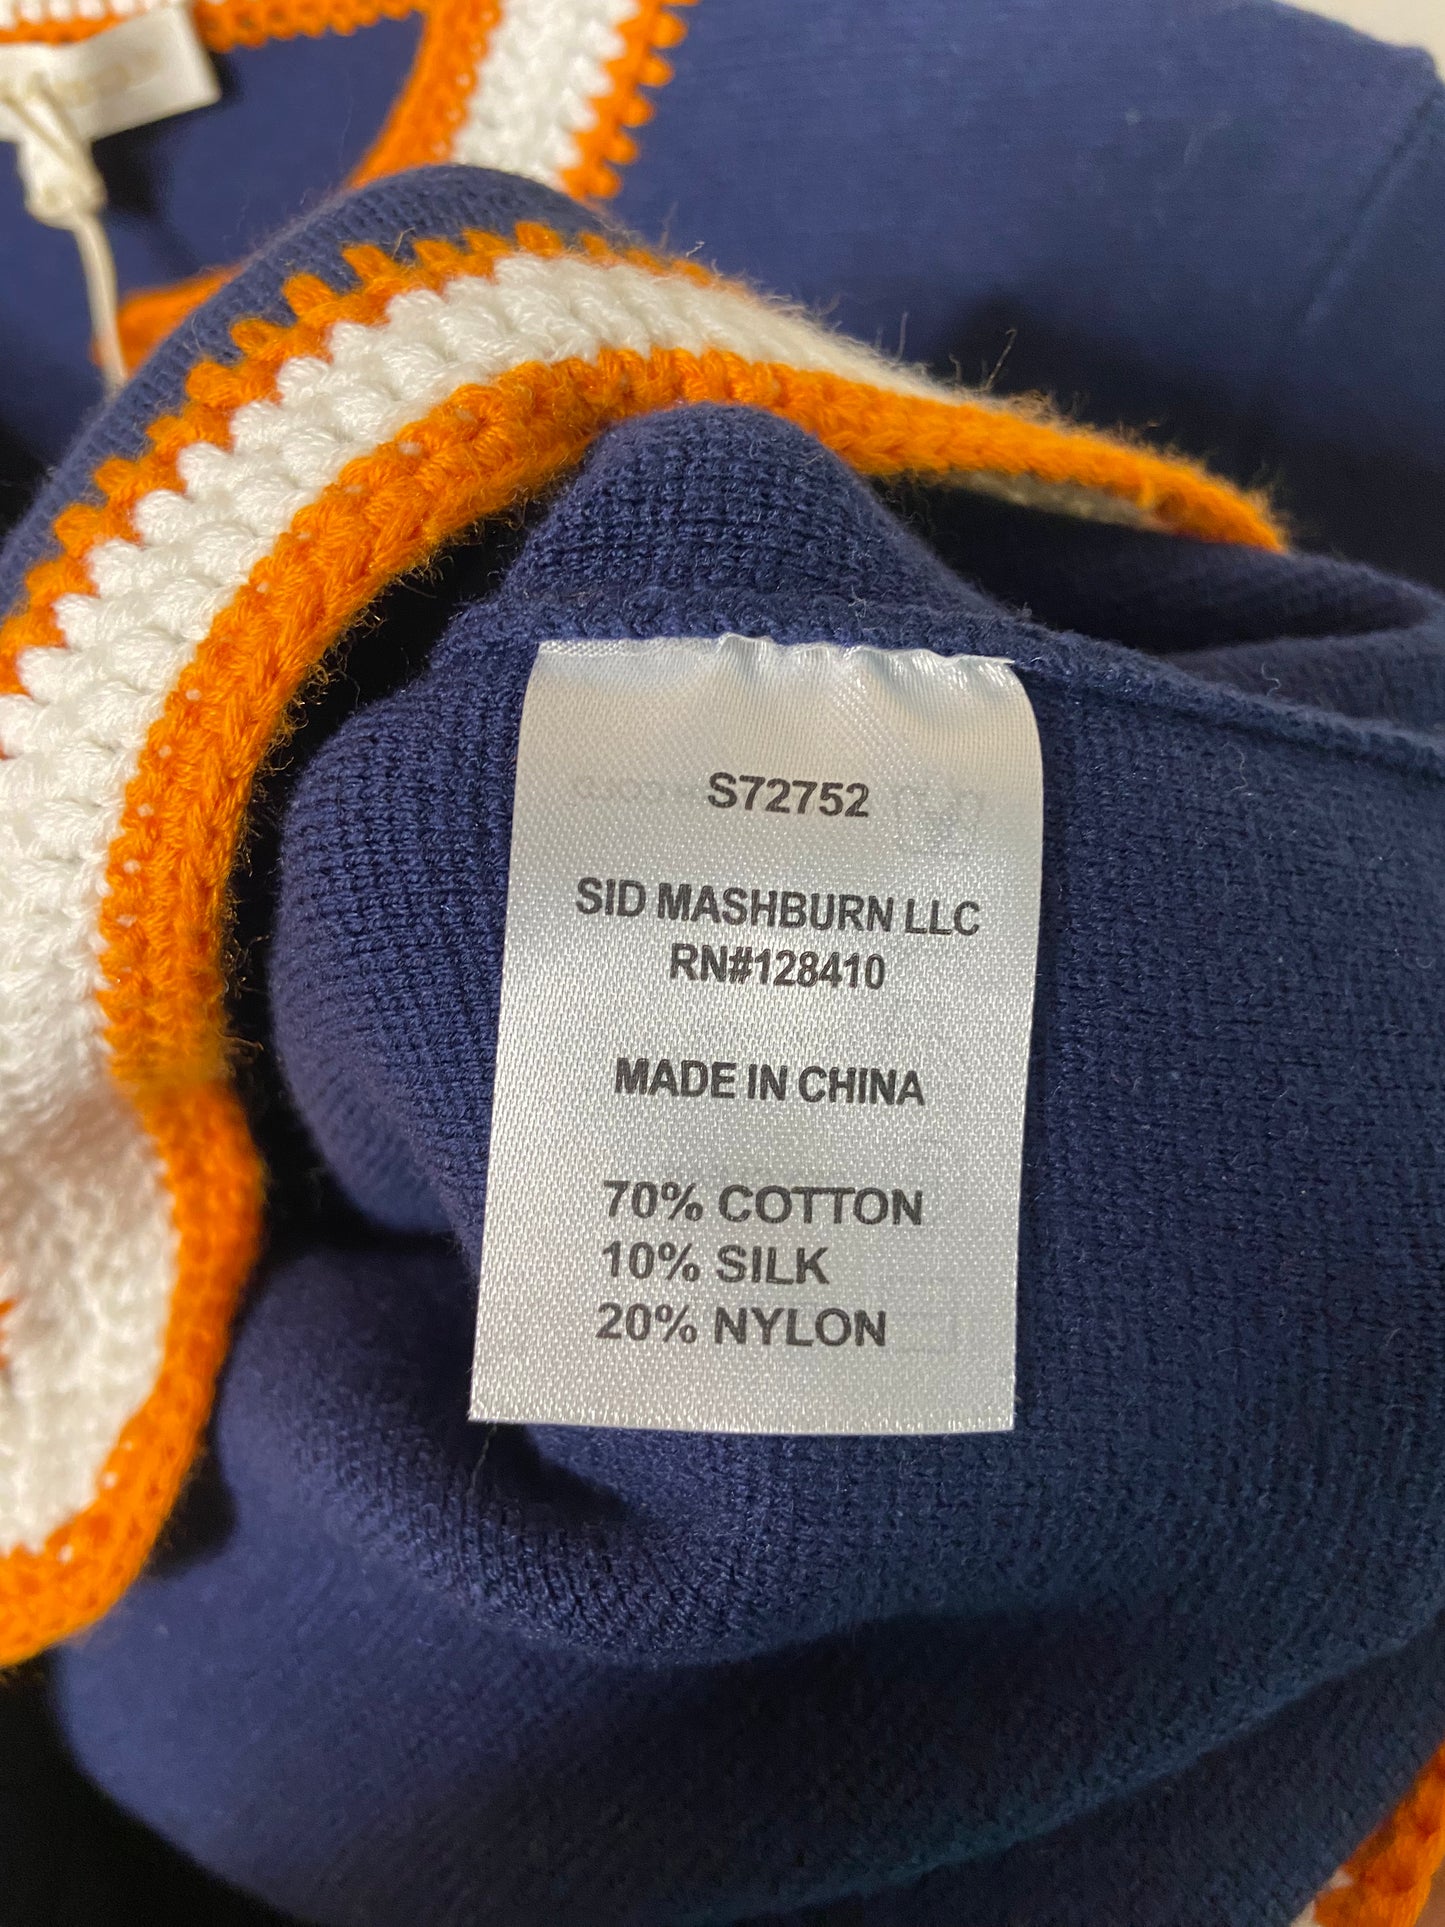 S72752
SID MASHBURN LLC
RN#128410
MADE IN CHINA
70% COTTON
10% SILK
20% NYLON